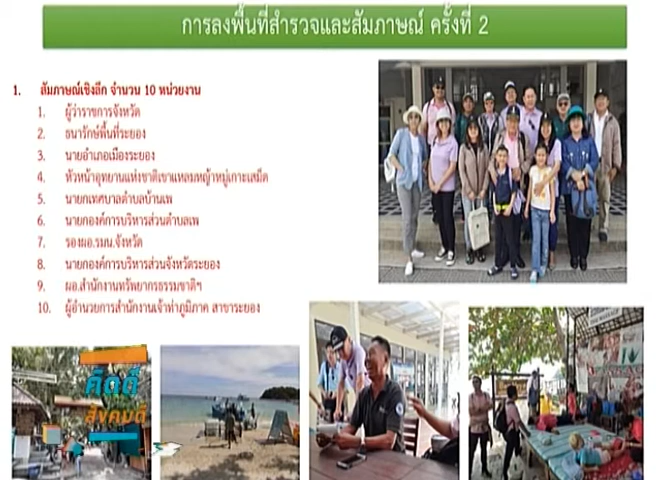 การลงพื้นที่สำรวจและสัมภาษณ์ ครั้งที่ 2
1. สัมภาษณ์เชิงลึก จำนวน 10 หน่วยงาน
1. ผู้ว่าราชการจังหวัด
2. ธนารักษ์พื้นที่ระยอง
3. นายอำเภอเมืองระยอง
4. หัวหน้าอุทยานแห่งชาติเขาแหลมหญ้าหมู่เกาะเสม็ด
5. นายกเทศบาลตำบลบ้านเพ
6. นายกองค์การบริหารส่วนตำบลเพ
7. รองผอ.รมน.จังหวัด
8. นายกองค์การบริหารส่วนจังหวัดระยอง
9. ผอ.สำนักงานทรัพยากรธรรมชาติฯ
10. ผู้อำนวยการสำนักงานเจ้าท่าภูมิภาค สาขาระยอง
คิดดี
สังคมดี